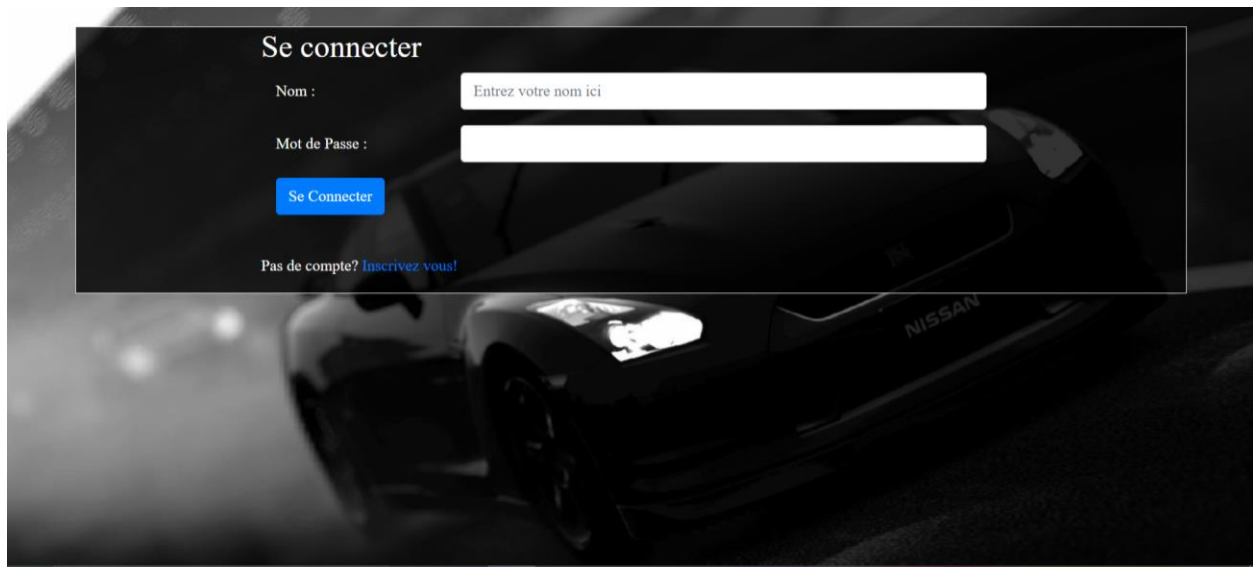 Se connecter
Nom :
Entrez votre nom ici
Mot de Passe :
Se Connecter
Pas de compte? Inscrivez vous!
NISSAN